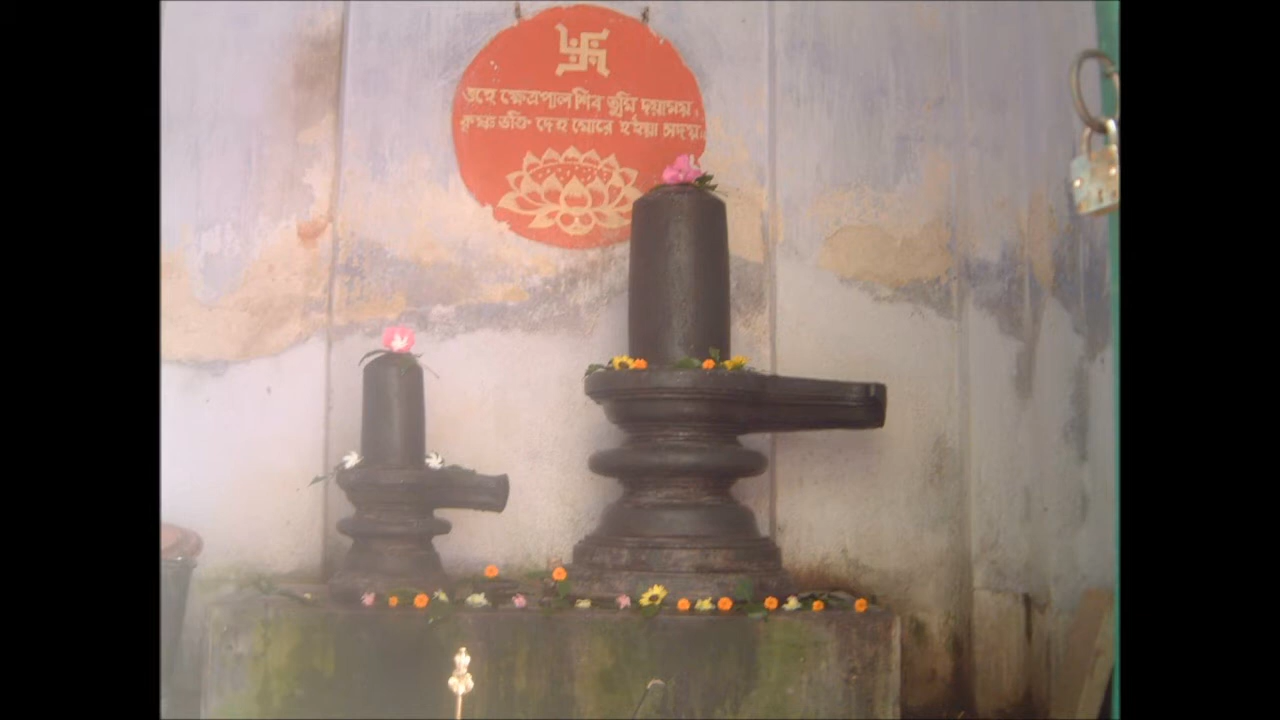 ওহে ক্ষেত্রপাল শিব তুমি দয়াময়,
কৃষ্ণ ভক্তি দেহ মোরে হইয়া সদয়।